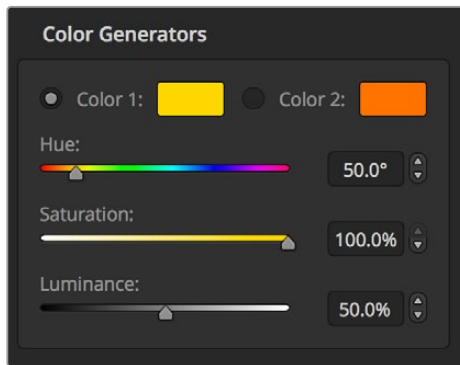 Color Generators
Color 1: Color 2:
Hue:
50.0°
Saturation:
100.0%
Luminance:
50.0%